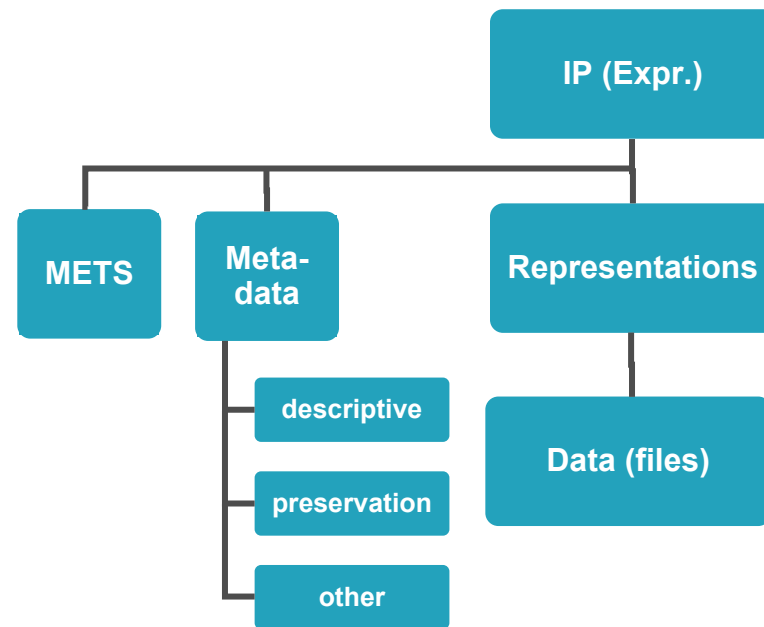 IP (Expr.)
METS
Meta-
data
Representations
descriptive
preservation
other
Data (files)